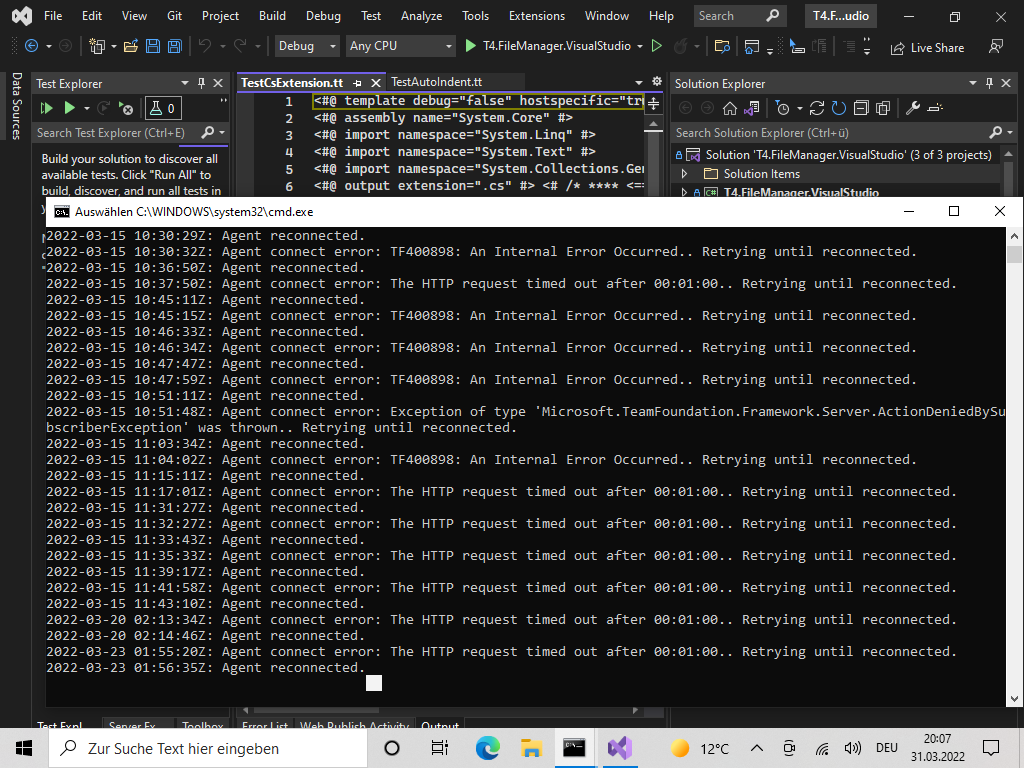 File Edit View Git Project Build Debug Test Analyze Tools Extensions Window Help Search T4.F...udio
Debug Any CPU T4.FileManager.VisualStudio Live Share
Data Sources
Test Explorer
0
Search Test Explorer (Ctrl+E)
Build your solution to discover all
available tests. Click "Run All" to
build, discover, and run all tests in
TestCsExtension.tt TestAutoIndent.tt
1 <#@ template debug="false" hostspecific="tru
2 <#@ assembly name="System.Core" #>
3 <#@ import namespace="System.Linq" #>
4 <#@ import namespace="System.Text" #>
5 <#@ import namespace="System.Collections.Gen
6 <#@ output extension=".cs" #> <# /* **** <==
Solution Explorer
Search Solution Explorer (Ctrl+ü)
Solution 'T4.FileManager.VisualStudio' (3 of 3 projects)
Solution Items
C# T4.FileManager.VisualStudio
Auswählen C:\WINDOWS\system32\cmd.exe
2022-03-15 10:30:29Z: Agent reconnected.
2022-03-15 10:30:32Z: Agent connect error: TF400898: An Internal Error Occurred.. Retrying until reconnected.
2022-03-15 10:36:50Z: Agent reconnected.
2022-03-15 10:37:50Z: Agent connect error: The HTTP request timed out after 00:01:00.. Retrying until reconnected.
2022-03-15 10:45:11Z: Agent reconnected.
2022-03-15 10:45:15Z: Agent connect error: TF400898: An Internal Error Occurred.. Retrying until reconnected.
2022-03-15 10:46:33Z: Agent reconnected.
2022-03-15 10:46:34Z: Agent connect error: TF400898: An Internal Error Occurred.. Retrying until reconnected.
2022-03-15 10:47:47Z: Agent reconnected.
2022-03-15 10:47:59Z: Agent connect error: TF400898: An Internal Error Occurred.. Retrying until reconnected.
2022-03-15 10:51:11Z: Agent reconnected.
2022-03-15 10:51:48Z: Agent connect error: Exception of type 'Microsoft.TeamFoundation.Framework.Server.ActionDeniedBySu
bscriberException' was thrown.. Retrying until reconnected.
2022-03-15 11:03:34Z: Agent reconnected.
2022-03-15 11:04:02Z: Agent connect error: TF400898: An Internal Error Occurred.. Retrying until reconnected.
2022-03-15 11:15:11Z: Agent reconnected.
2022-03-15 11:17:01Z: Agent connect error: The HTTP request timed out after 00:01:00.. Retrying until reconnected.
2022-03-15 11:31:27Z: Agent reconnected.
2022-03-15 11:32:27Z: Agent connect error: The HTTP request timed out after 00:01:00.. Retrying until reconnected.
2022-03-15 11:33:43Z: Agent reconnected.
2022-03-15 11:35:33Z: Agent connect error: The HTTP request timed out after 00:01:00.. Retrying until reconnected.
2022-03-15 11:39:17Z: Agent reconnected.
2022-03-15 11:41:58Z: Agent connect error: The HTTP request timed out after 00:01:00.. Retrying until reconnected.
2022-03-15 11:43:10Z: Agent reconnected.
2022-03-20 02:13:34Z: Agent connect error: The HTTP request timed out after 00:01:00.. Retrying until reconnected.
2022-03-20 02:14:46Z: Agent reconnected.
2022-03-23 01:55:20Z: Agent connect error: The HTTP request timed out after 00:01:00.. Retrying until reconnected.
2022-03-23 01:56:35Z: Agent reconnected.
Test Expl... Server Ex... Toolbox Error List Web Publish Activity Output
Zur Suche Text hier eingeben 12°C DEU 20:07
31.03.2022